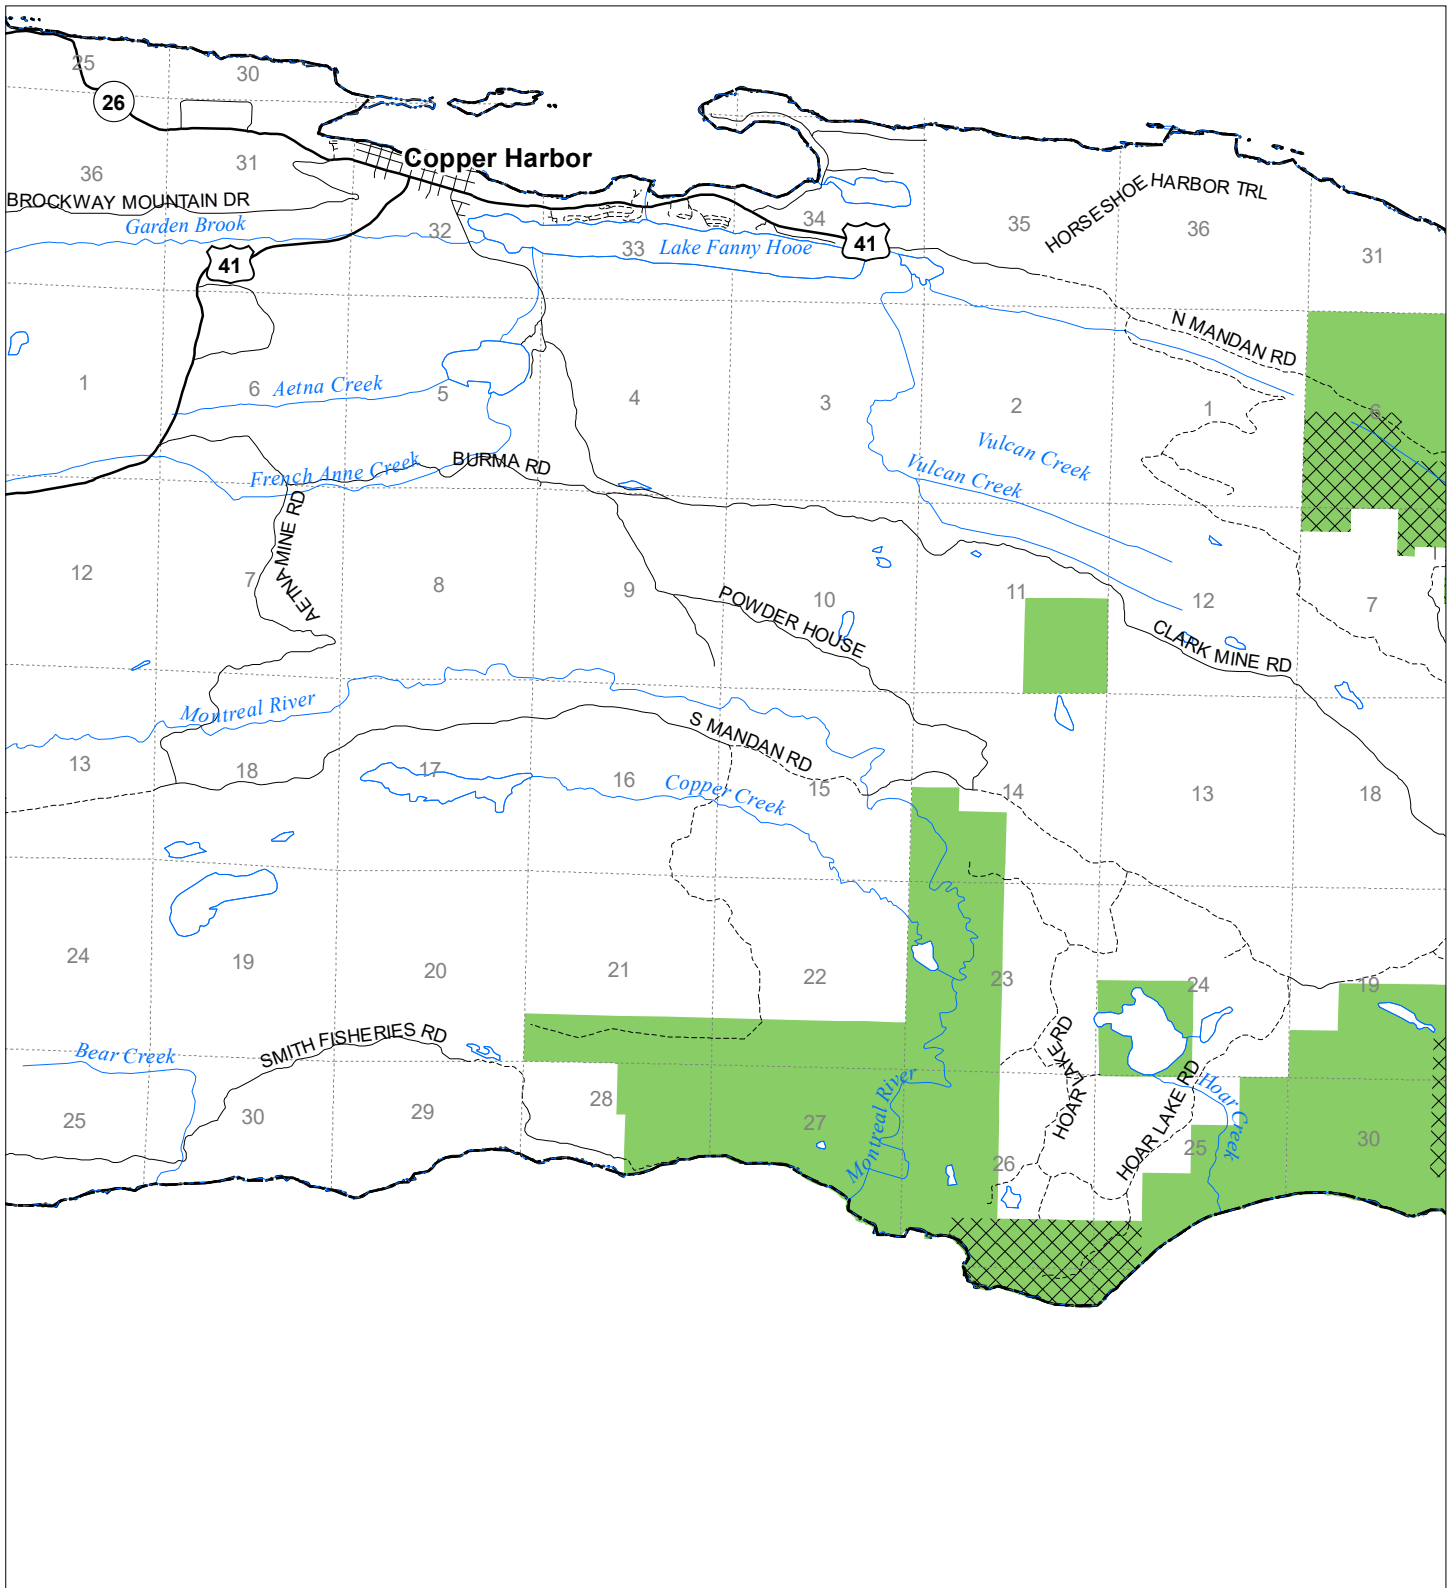 25
30
26
Copper Harbor
36
31
BROCKWAY MOUNTAIN DR
Garden Brook
32
33
34
35
36
31
HORSESHOE HARBOR TRL
Lake Fanny Hooe
41
41
N MANDAN RD
1
6
5
4
3
2
1
6
Aetna Creek
Vulcan Creek
Vulcan Creek
French Anne Creek
BURMA RD
AETNA MINE RD
12
7
8
9
10
11
12
7
POWDER HOUSE
CLARK MINE RD
Montreal River
S MANDAN RD
13
18
17
16
15
14
13
18
Copper Creek
24
19
20
21
22
23
24
19
SMITH FISHERIES RD
Bear Creek
HOAR LAKE RD
HOAR LAKE RD
Hoar Creek
Montreal River
25
30
29
28
27
26
25
30